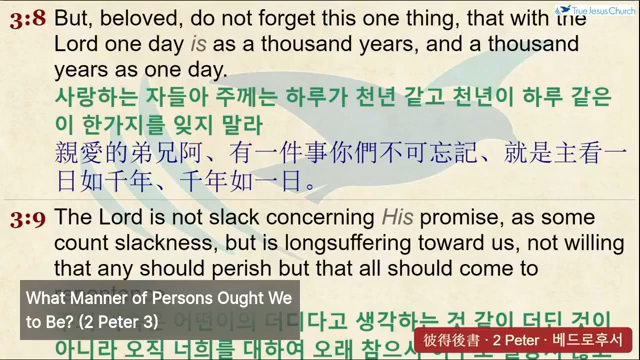 True Jesus Church
3:8 But, beloved, do not forget this one thing, that with the
Lord one day is as a thousand years, and a thousand
years as one day.
사랑하는 자들아 주께는 하루가 천년 같고 천년이 하루 같은
이 한가지를 잊지 말라
親愛的弟兄阿、有一件事你們不可忘記、就是主看一
日如千年、千年如一日。
3:9 The Lord is not slack concerning His promise, as some
count slackness, but is longsuffering toward us, not willing
that any should perish but that all should come to
What Manner of Persons Ought We
to Be? (2 Peter 3)
어떤이의 더디다고 생각하는 것 같이 더딘 것이
아니라 오직 너희를 대하여 오래 참으사
彼得後書 · 2 Peter · 베드로후서